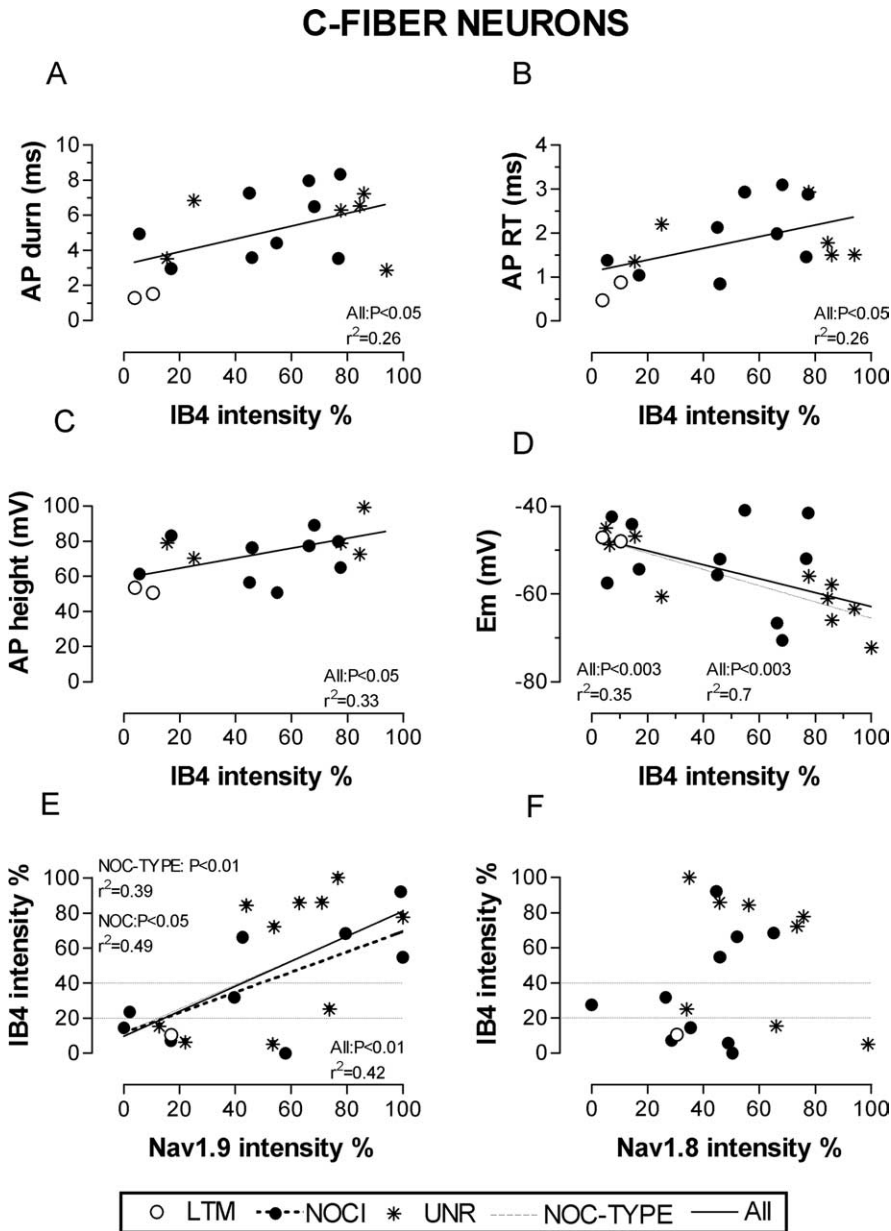 C-FIBER NEURONS
A
AP durn (ms)
10
8
6
4
2
0
All:P<0.05
r²=0.26
0 20 40 60 80 100
IB4 intensity %
B
AP RT (ms)
4
3
2
1
0
All:P<0.05
r²=0.26
0 20 40 60 80 100
IB4 intensity %
C
AP height (mV)
100
80
60
40
20
0
All:P<0.05
r²=0.33
0 20 40 60 80 100
IB4 intensity %
D
Em (mV)
-40
-60
-80
All:P<0.003
r²=0.35
All:P<0.003
r²=0.7
0 20 40 60 80 100
IB4 intensity %
E
IB4 intensity %
100
80
60
40
20
0
NOC-TYPE: P<0.01
r²=0.39
NOC:P<0.05
r²=0.49
All:P<0.01
r²=0.42
0 20 40 60 80 100
Nav1.9 intensity %
F
IB4 intensity %
100
80
60
40
20
0
0 20 40 60 80 100
Nav1.8 intensity %
LTM NOCI UNR NOC-TYPE All